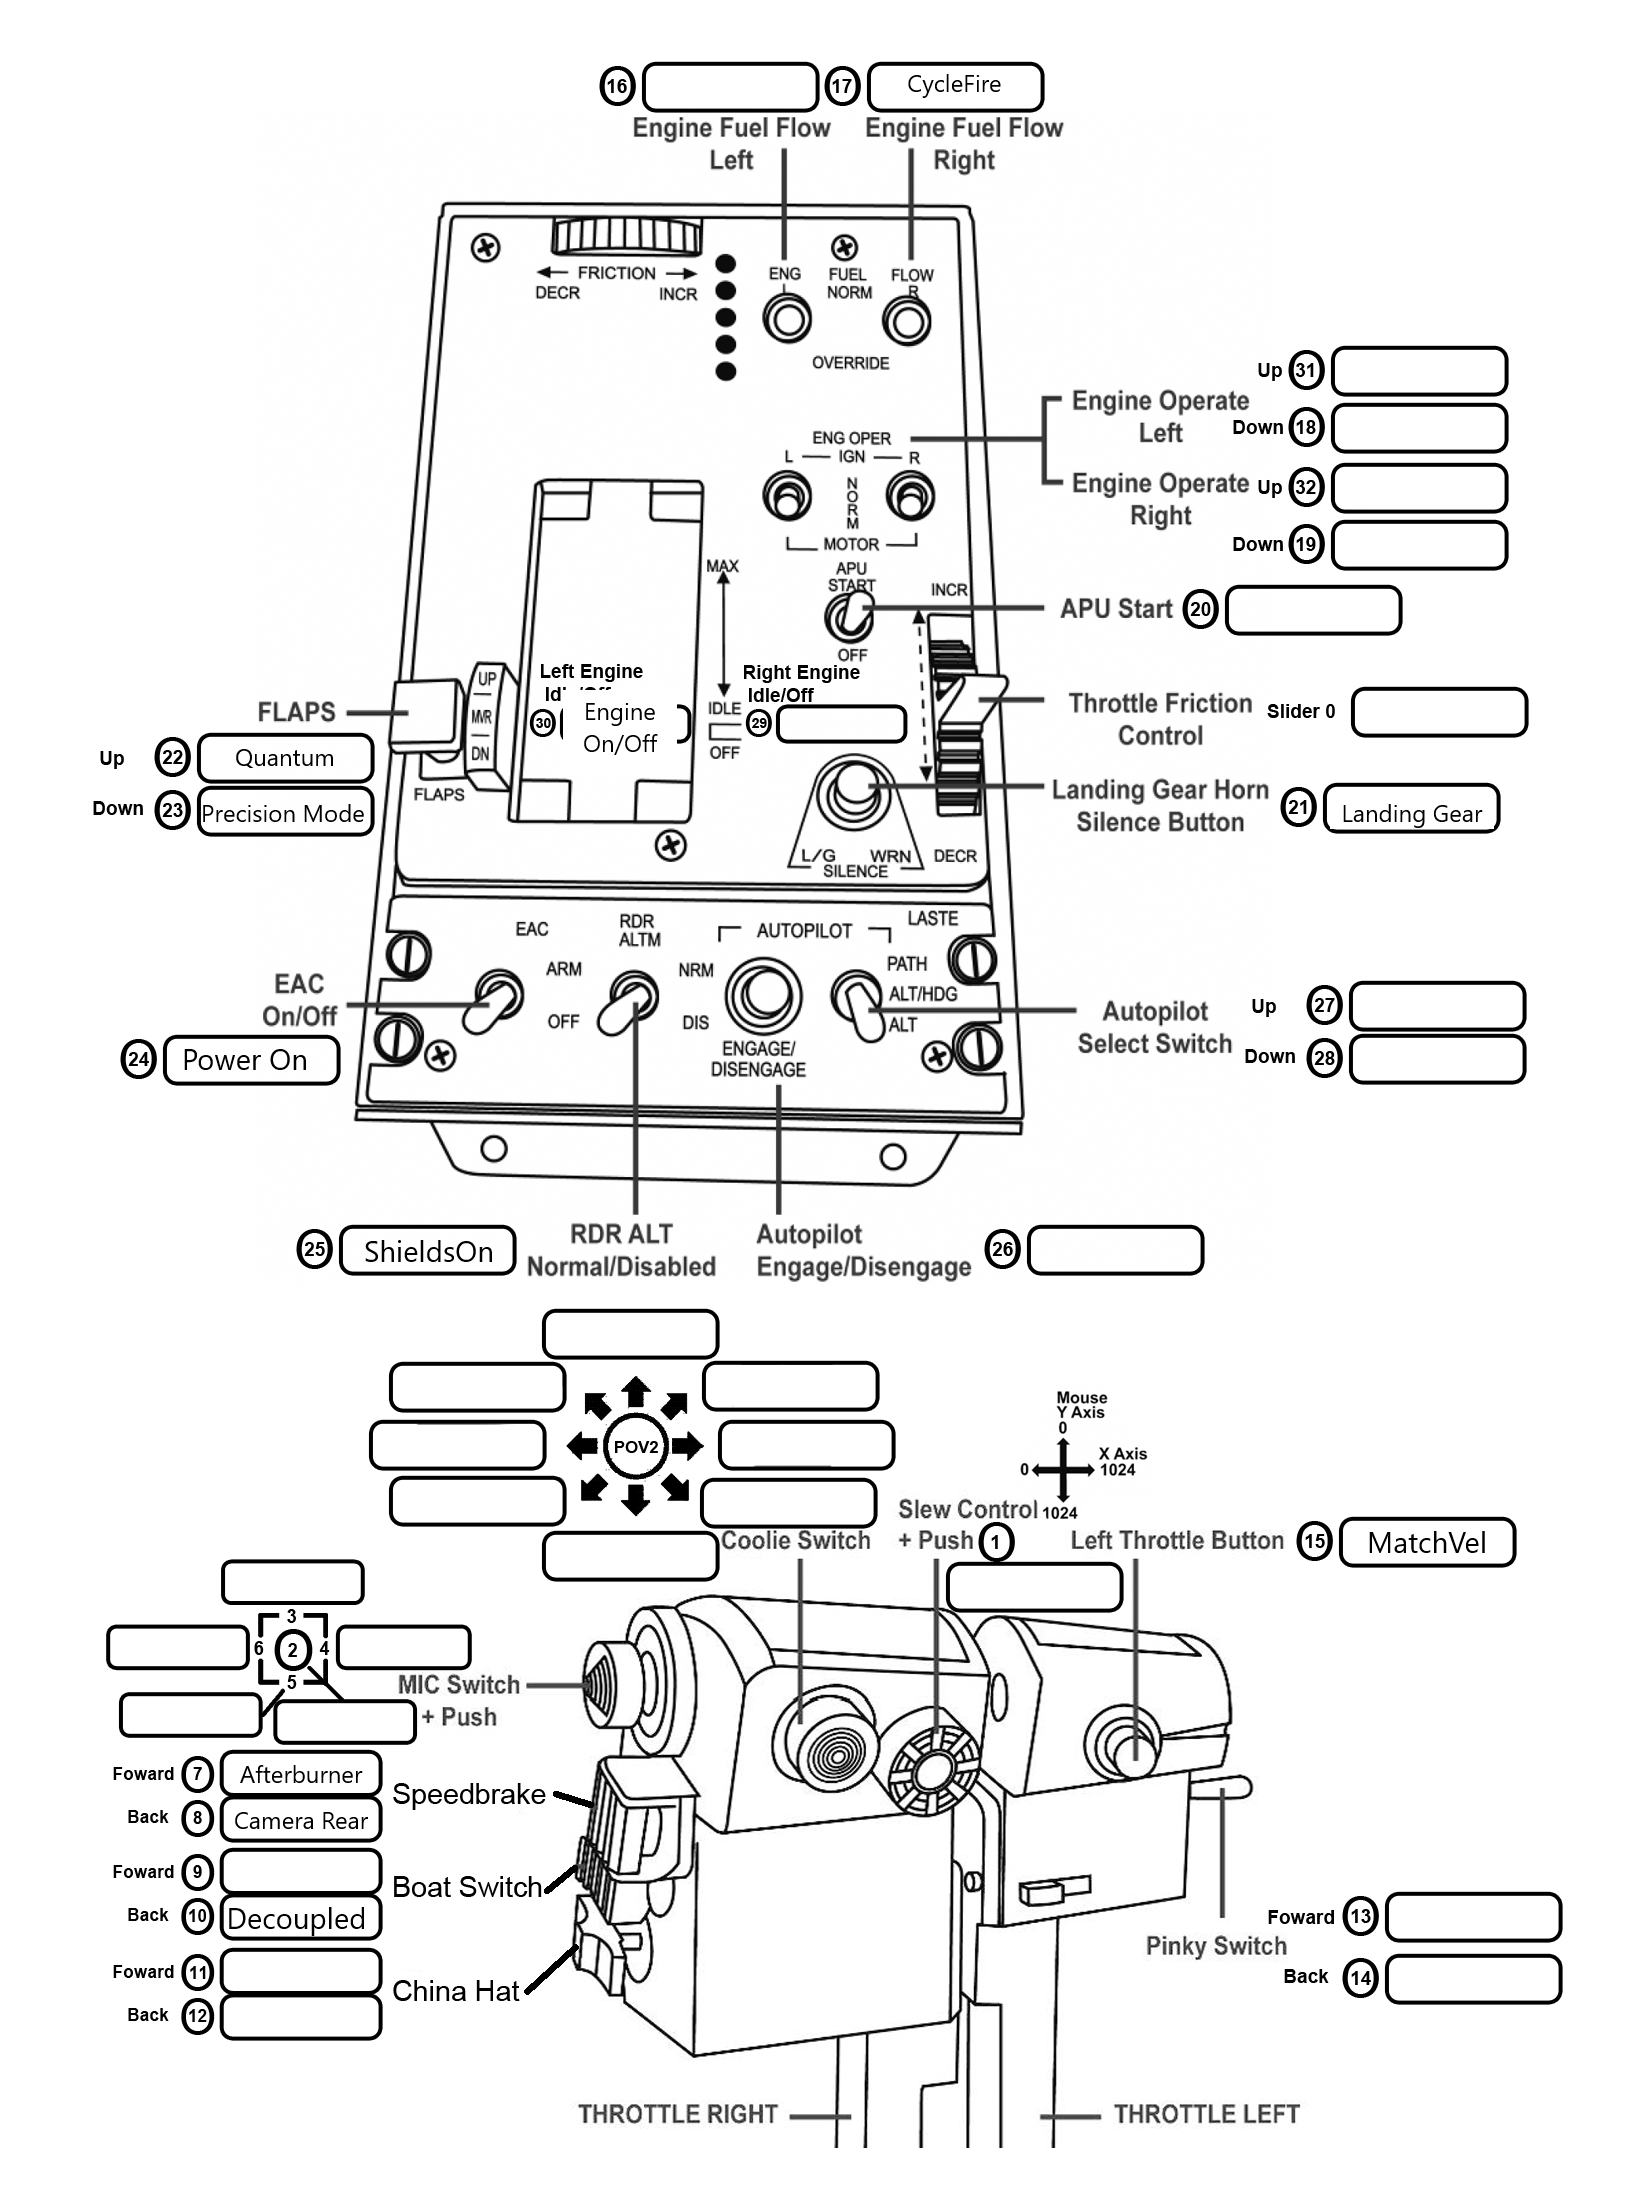 16
17 CycleFire
Engine Fuel Flow Left
Engine Fuel Flow Right
FRICTION
DECR INCR
ENG FUEL FLOW
L NORM R
OVERRIDE
Up 31
Engine Operate Left
Down 18
ENG OPER
L IGN R
NORM
MOTOR
Engine Operate Right
Up 32
Down 19
APU START
OFF
APU Start 20
INCR
MAX
IDLE
OFF
Left Engine
30 Engine On/Off
Right Engine Idle/Off
29
Throttle Friction Control
Slider 0
FLAPS
UP
MVR
DN
FLAPS
Up 22 Quantum
Down 23 Precision Mode
Landing Gear Horn Silence Button
21 Landing Gear
L/G WRN
SILENCE
DECR
EAC
RDR ALTM
AUTOPILOT
LASTE
ARM
NRM
PATH
ALT/HDG
OFF
DIS
ALT
ENGAGE/
DISENGAGE
EAC On/Off
24 Power On
Autopilot Select Switch
Up 27
Down 28
25 ShieldsOn
RDR ALT Normal/Disabled
Autopilot Engage/Disengage
26
POV2
Mouse
Y Axis
0
X Axis
0 1024
1024
Coolie Switch
Slew Control + Push 1
Left Throttle Button 15 MatchVel
3
6 2 4
5
MIC Switch + Push
Foward 7 Afterburner
Back 8 Camera Rear
Speedbrake
Foward 9
Back 10 Decoupled
Boat Switch
Foward 11
Back 12
China Hat
Pinky Switch
Foward 13
Back 14
THROTTLE RIGHT
THROTTLE LEFT